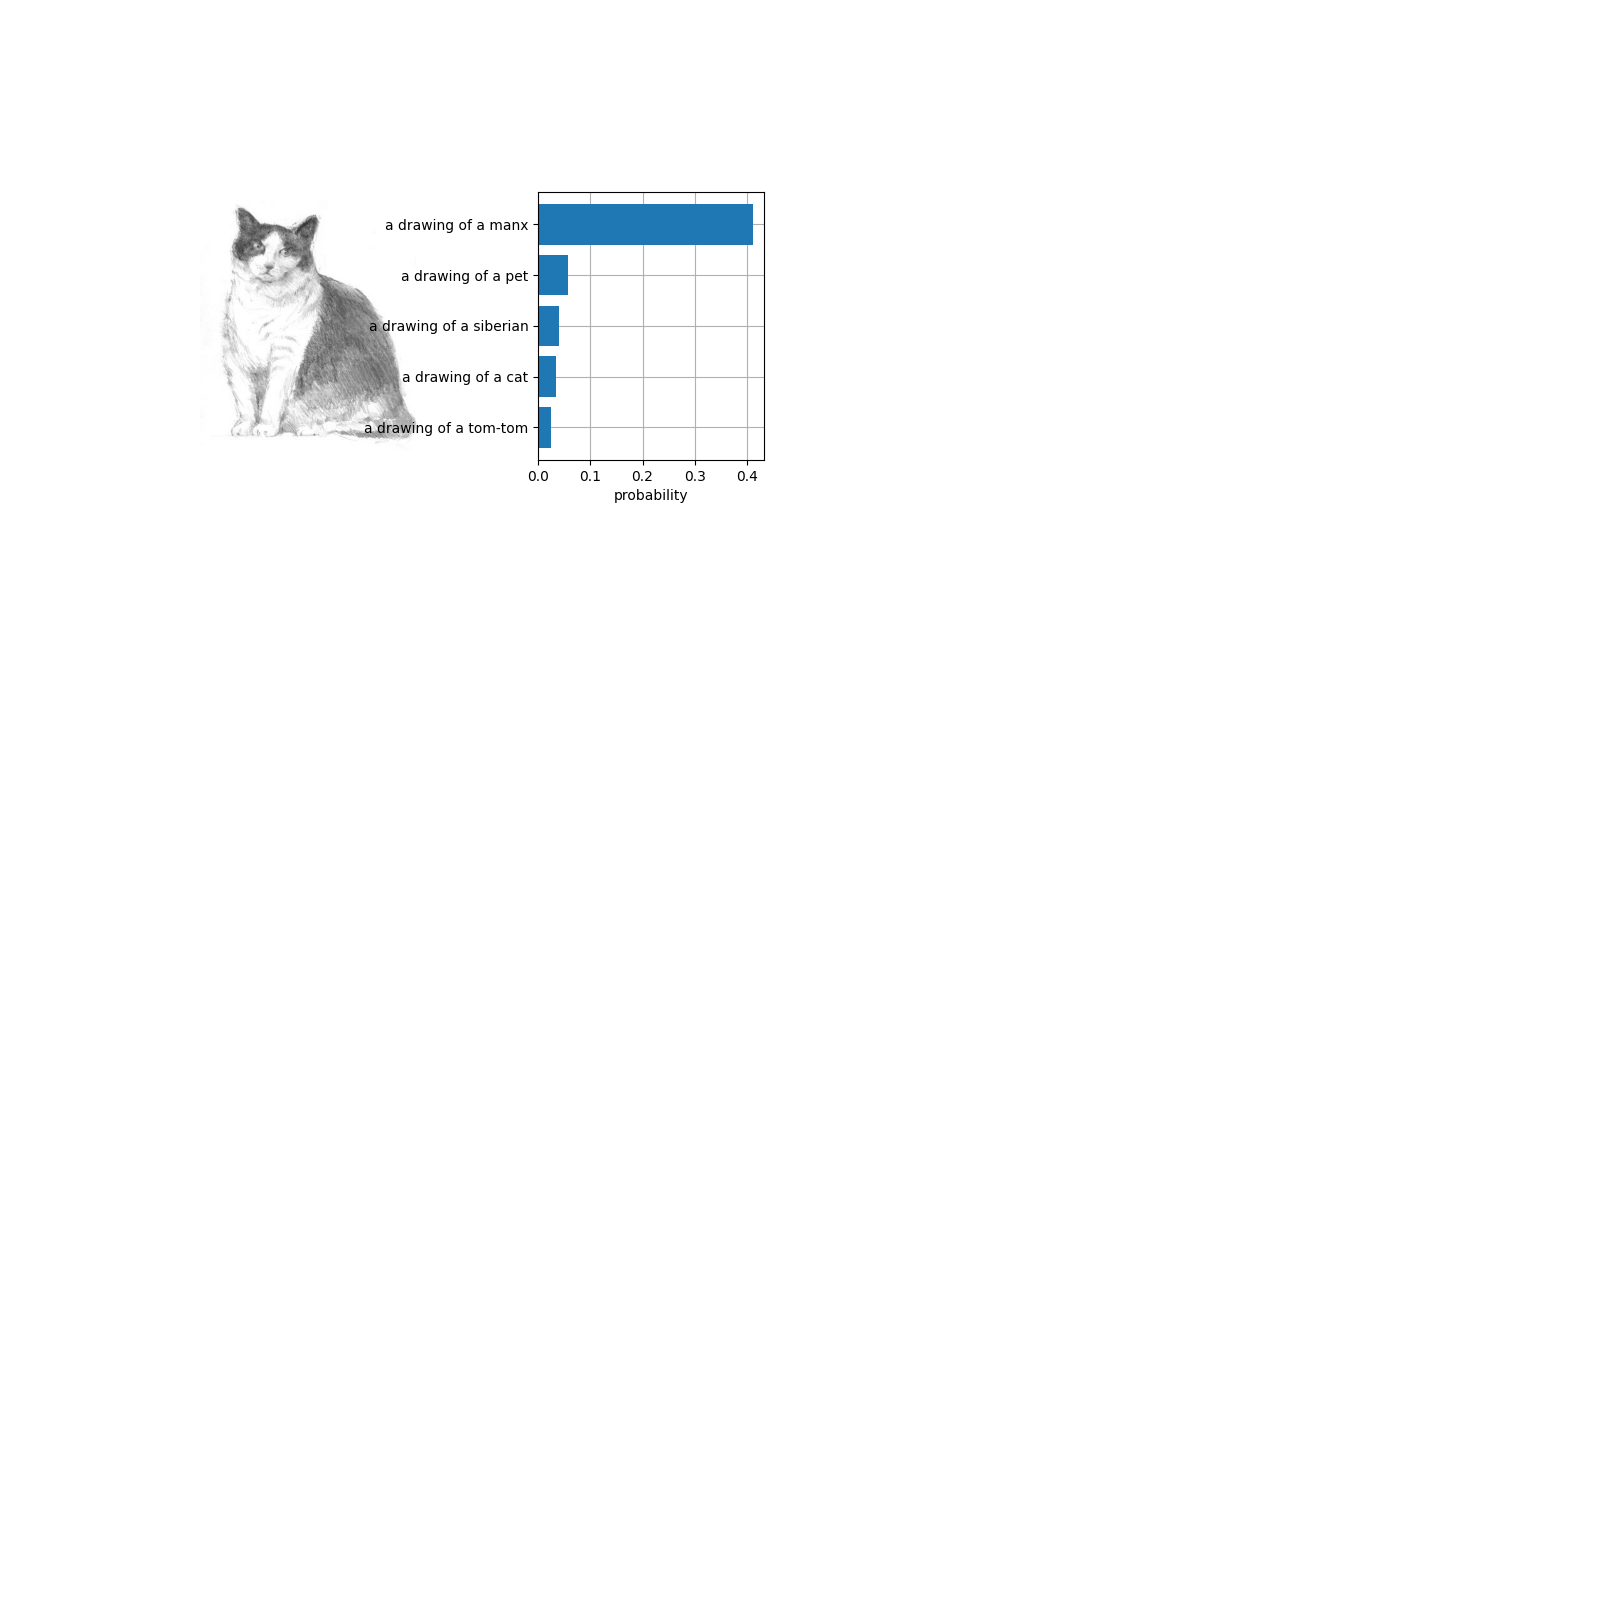 a drawing of a manx
a drawing of a pet
a drawing of a siberian
a drawing of a cat
a drawing of a tom-tom
0.0 0.1 0.2 0.3 0.4
probability